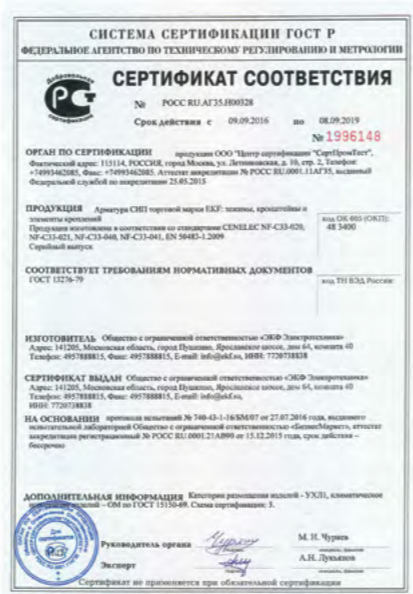 СИСТЕМА СЕРТИФИКАЦИИ ГОСТ Р
ФЕДЕРАЛЬНОЕ АГЕНТСТВО ПО ТЕХНИЧЕСКОМУ РЕГУЛИРОВАНИЮ И МЕТРОЛОГИИ
Добровольная
сертификация
СЕРТИФИКАТ СООТВЕТСТВИЯ
№ РОСС RU.АГ35.Н00328
Срок действия с 09.09.2016 по 08.09.2019
№ 1996148
ОРГАН ПО СЕРТИФИКАЦИИ продукции ООО "Центр сертификации "СертПромТест",
Фактический адрес: 115114, РОССИЯ, город Москва, ул. Летниковская, д. 10, стр. 2, Телефон:
+74993462085, Факс: +74993462085, Аттестат аккредитации № РОСС RU.0001.11АГ35, выданный
Федеральной службой по аккредитации 25.05.2015
ПРОДУКЦИЯ Арматура СИП торговой марки EKF: зажимы, кронштейны и
элементы креплений
Продукция изготовлена в соответствии со стандартами CENELEC NF-C33-020,
NF-C33-021, NF-C33-040, NF-C33-041, EN 50483-1:2009
Серийный выпуск
код ОК 005 (ОКП):
48 3400
СООТВЕТСТВУЕТ ТРЕБОВАНИЯМ НОРМАТИВНЫХ ДОКУМЕНТОВ
ГОСТ 13276-79
код ТН ВЭД России:
ИЗГОТОВИТЕЛЬ Общество с ограниченной ответственностью «ЭКФ Электротехника»
Адрес: 141205, Московская область, город Пушкино, Ярославское шоссе, дом 64, комната 40
Телефон: 4957888815, Факс: 4957888815, E-mail: info@ekf.su, ИНН: 7720738838
СЕРТИФИКАТ ВЫДАН Общество с ограниченной ответственностью «ЭКФ Электротехника»
Адрес: 141205, Московская область, город Пушкино, Ярославское шоссе, дом 64, комната 40
Телефон: 4957888815, Факс: 4957888815, E-mail: info@ekf.su,
ИНН: 7720738838
НА ОСНОВАНИИ протокола испытаний № 740-43-1-16/БМ/07 от 27.07.2016 года, выданного
испытательной лабораторией Общество с ограниченной ответственностью «БизнесМаркет», аттестат
аккредитации регистрационный № РОСС RU.0001.21АВ90 от 15.12.2015 года, срок действия –
бессрочно
ДОПОЛНИТЕЛЬНАЯ ИНФОРМАЦИЯ Категории размещения изделий - УХЛ1, климатическое
изделий – ОМ по ГОСТ 15150-69. Схема сертификации: 3.
Руководитель органа М. Н. Чуряев
Эксперт А.Н. Лукьянов
Сертификат не применяется при обязательной сертификации